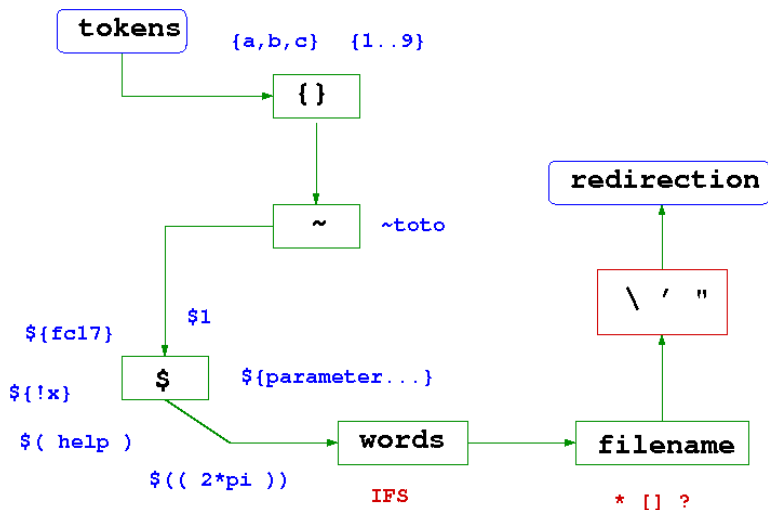 tokens
{a,b,c} {1..9}
{}
~
~toto
redirection
\ ' "
$1
${fc17}
$
${parameter...}
${!x}
$( help )
words
filename
$(( 2*pi ))
IFS
* [] ?